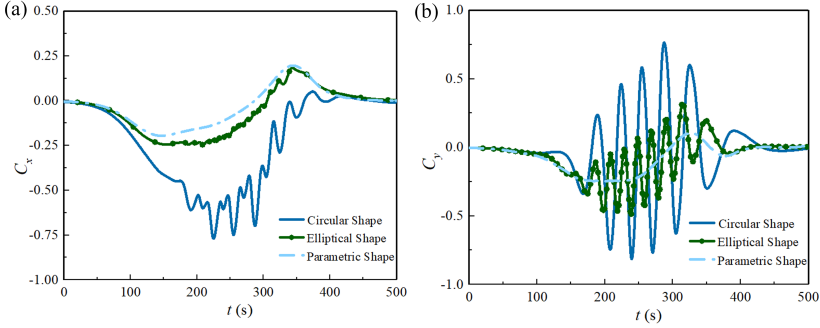 (a)
0.50
0.25
0.00
-0.25
-0.50
-0.75
-1.00
Cx
Circular Shape
Elliptical Shape
Parametric Shape
0 100 200 300 400 500
t (s)
(b)
1.0
0.5
0.0
-0.5
-1.0
Cy
Circular Shape
Elliptical Shape
Parametric Shape
0 100 200 300 400 500
t (s)